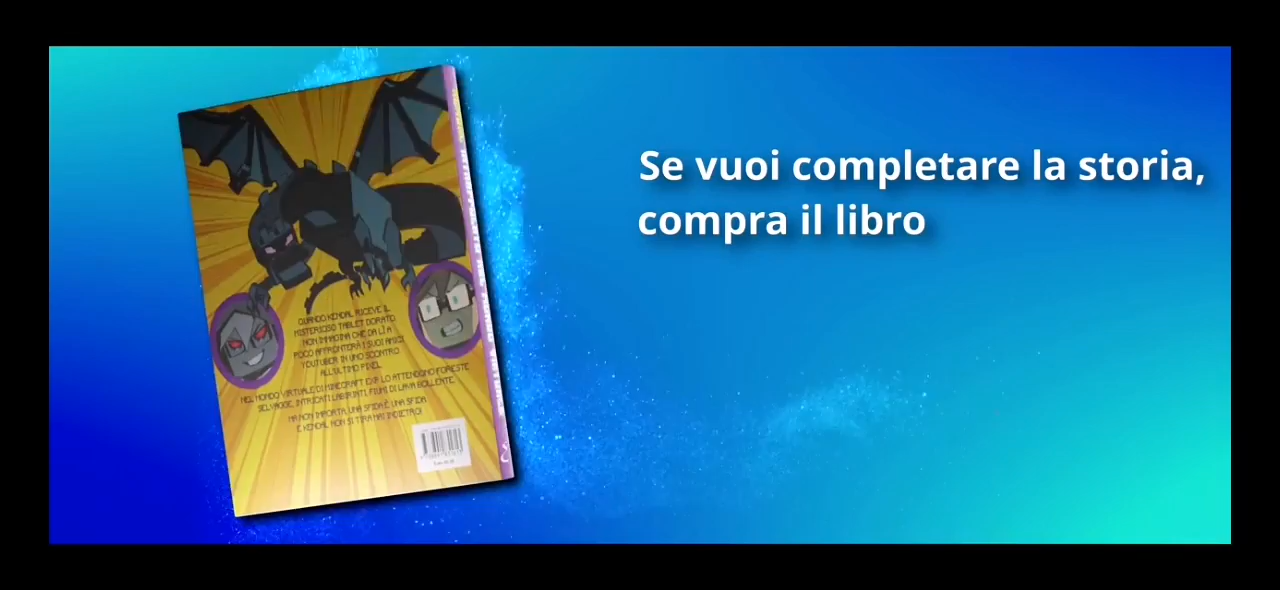 Se vuoi completare la storia,
compra il libro
QUANDO KENDAL RICEVE IL
MISTERIOSO TABLET DORATO,
NON IMMAGINA CHE DA LÌ A
POCO AFFRONTERÀ I SUOI AMICI
YOUTUBER IN UNO SCONTRO
ALL'ULTIMO PIXEL.
NEL MONDO VIRTUALE DI MINECRAFT LO ATTENDONO FORESTE
SELVAGGE, INTRICATI LABIRINTI, FIUMI DI LAVA BOLLENTE.
MA NON IMPORTA, UNA SFIDA È UNA SFIDA
E KENDAL NON SI TIRA MAI INDIETRO!